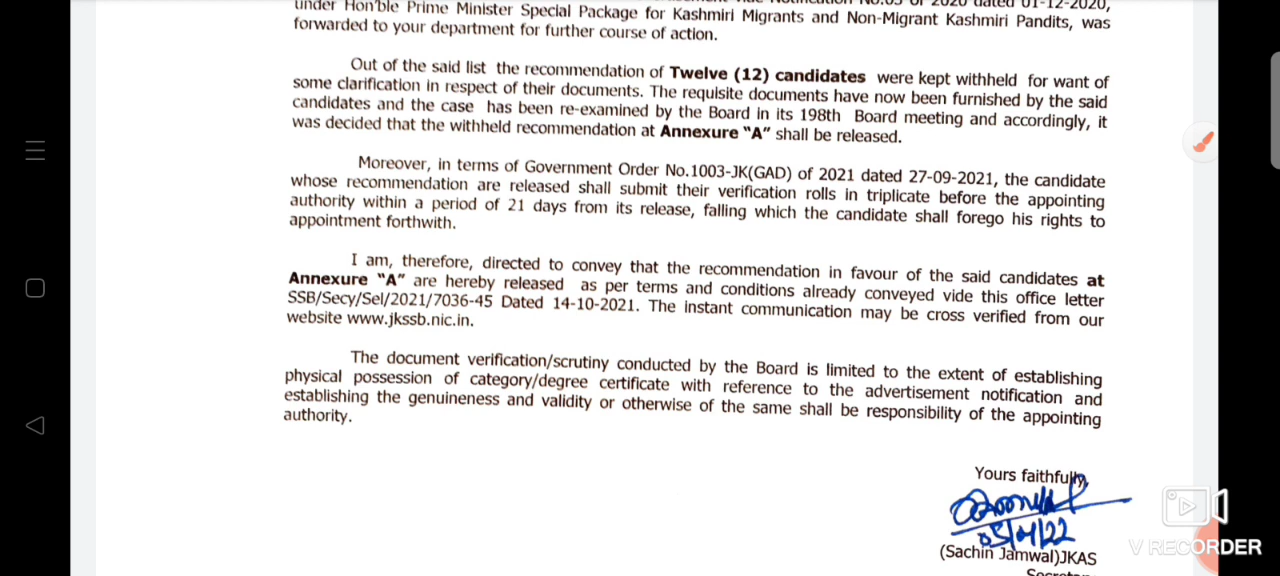 under Hon'ble Prime Minister Special Package for Kashmiri Migrants and Non-Migrant Kashmiri Pandits, was
forwarded to your department for further course of action.
Out of the said list the recommendation of Twelve (12) candidates were kept withheld for want of
some clarification in respect of their documents. The requisite documents have now been furnished by the said
candidates and the case has been re-examined by the Board in its 198th Board meeting and accordingly, it
was decided that the withheld recommendation at Annexure "A" shall be released.
Moreover, in terms of Government Order No.1003-JK(GAD) of 2021 dated 27-09-2021, the candidate
whose recommendation are released shall submit their verification rolls in triplicate before the appointing
authority within a period of 21 days from its release, falling which the candidate shall forego his rights to
appointment forthwith.
I am, therefore, directed to convey that the recommendation in favour of the said candidates at
Annexure "A" are hereby released as per terms and conditions already conveyed vide this office letter
SSB/Secy/Sel/2021/7036-45 Dated 14-10-2021. The instant communication may be cross verified from our
website www.jkssb.nic.in.
The document verification/scrutiny conducted by the Board is limited to the extent of establishing
physical possession of category/degree certificate with reference to the advertisement notification and
establishing the genuineness and validity or otherwise of the same shall be responsibility of the appointing
authority.
Yours faithfully,
(Sachin Jamwal)JKAS
V RECORDER